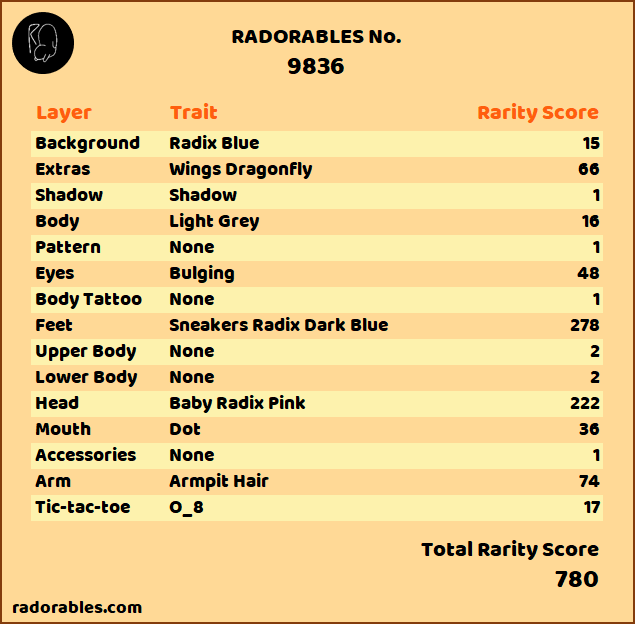 RADORABLES No.
9836
Layer Trait Rarity Score
Background Radix Blue 15
Extras Wings Dragonfly 66
Shadow Shadow 1
Body Light Grey 16
Pattern None 1
Eyes Bulging 48
Body Tattoo None 1
Feet Sneakers Radix Dark Blue 278
Upper Body None 2
Lower Body None 2
Head Baby Radix Pink 222
Mouth Dot 36
Accessories None 1
Arm Armpit Hair 74
Tic-tac-toe O_8 17
Total Rarity Score
780
radorables.com